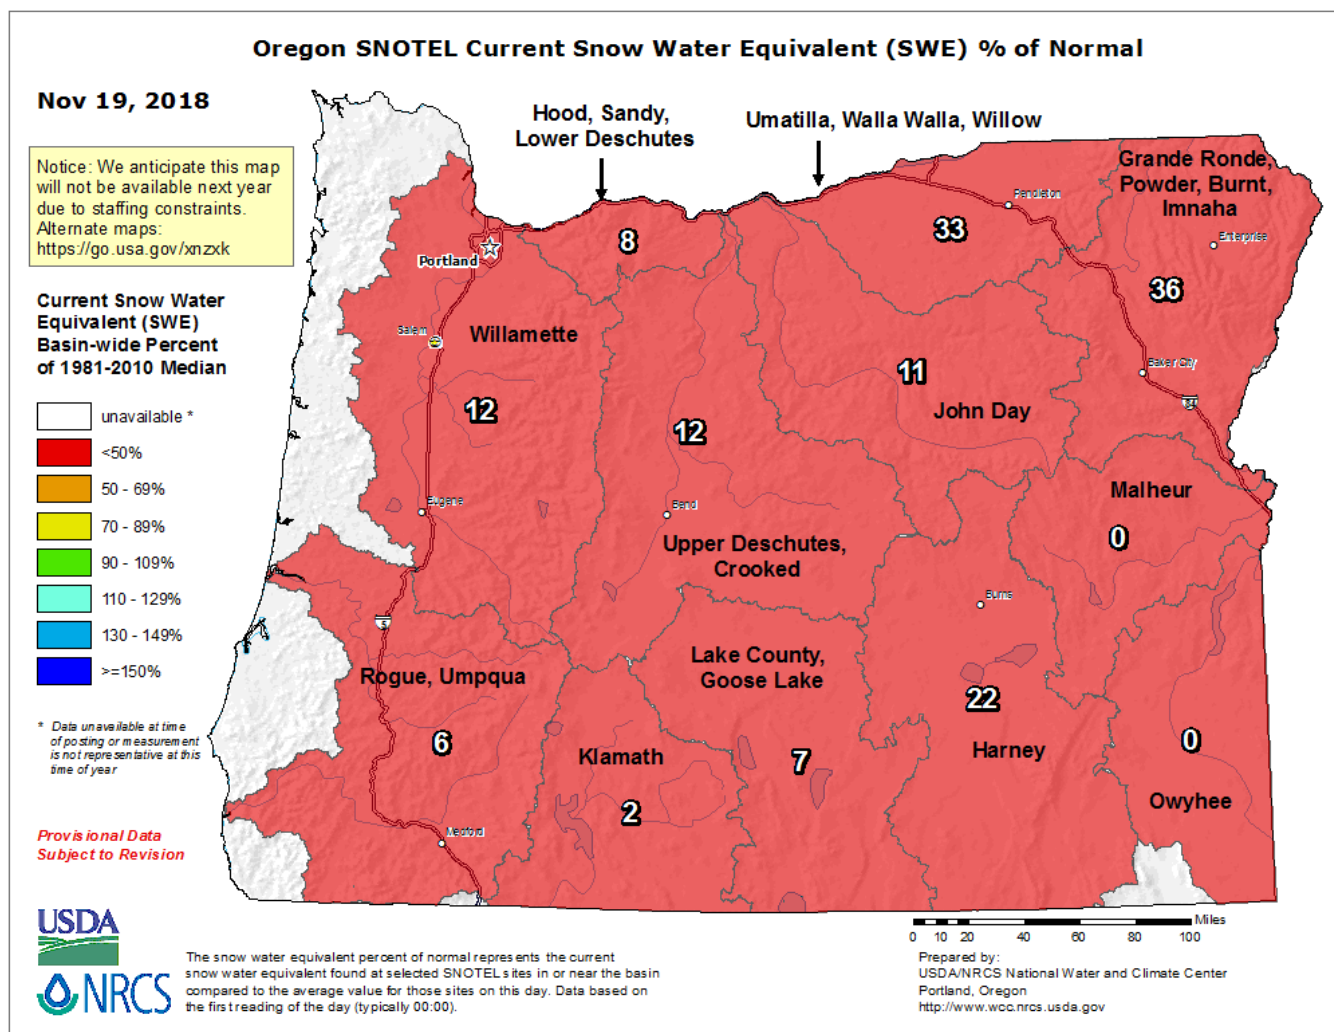 Oregon SNOTEL Current Snow Water Equivalent (SWE) % of Normal
Nov 19, 2018
Notice: We anticipate this map
will not be available next year
due to staffing constraints.
Alternate maps:
https://go.usa.gov/xnzxk
Current Snow Water
Equivalent (SWE)
Basin-wide Percent
of 1981-2010 Median
unavailable *
<50%
50 - 69%
70 - 89%
90 - 109%
110 - 129%
130 - 149%
>=150%
* Data unavailable at time
of posting or measurement
is not representative at this
time of year
Provisional Data
Subject to Revision
Hood, Sandy,
Lower Deschutes
Umatilla, Walla Walla, Willow
Grande Ronde,
Powder, Burnt,
Imnaha
Pendleton
Enterprise
33
8
36
Portland
Salem
Willamette
12
Eugene
12
Bend
Upper Deschutes,
Crooked
11
John Day
Baker City
84
Malheur
0
Burns
5
Rogue, Umpqua
6
Medford
Klamath
2
Lake County,
Goose Lake
7
22
Harney
0
Owyhee
USDA
NRCS
The snow water equivalent percent of normal represents the current
snow water equivalent found at selected SNOTEL sites in or near the basin
compared to the average value for those sites on this day. Data based on
the first reading of the day (typically 00:00).
Miles
0 10 20 40 60 80 100
Prepared by:
USDA/NRCS National Water and Climate Center
Portland, Oregon
http://www.wcc.nrcs.usda.gov